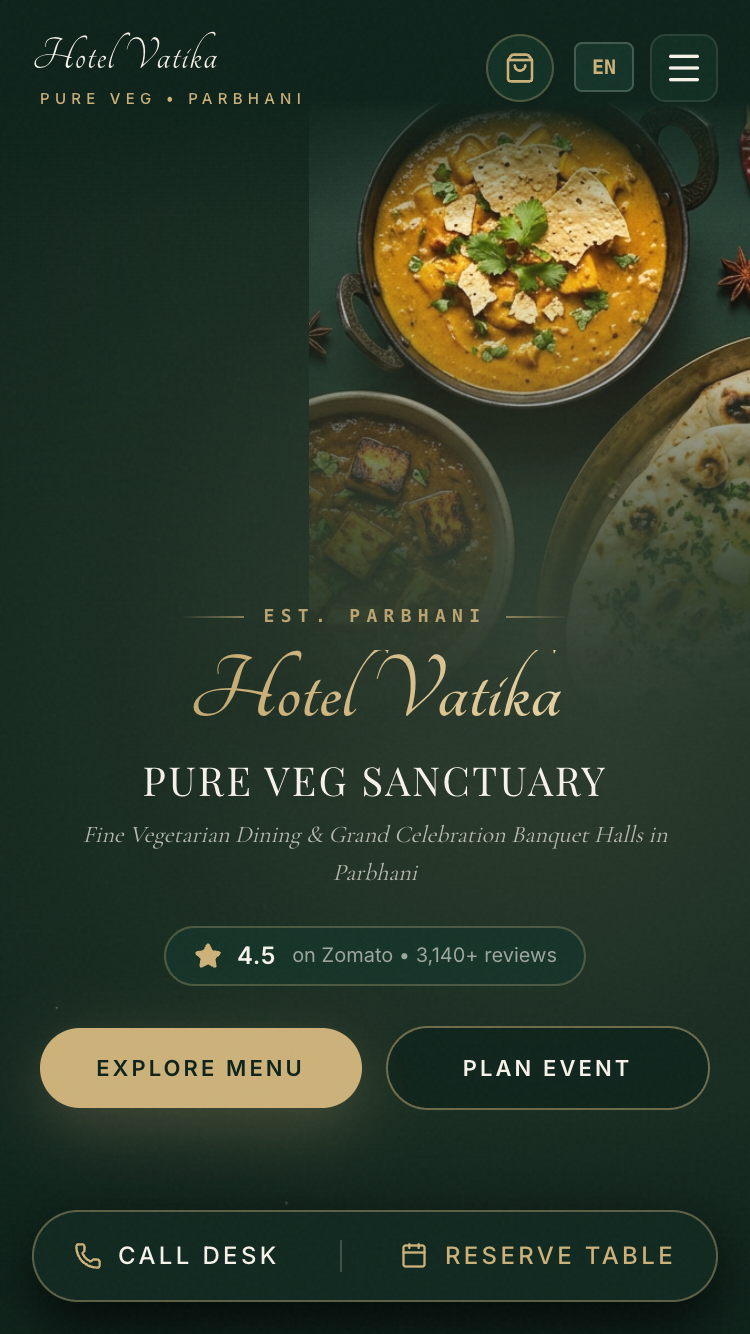 Hotel Vatika
PURE VEG • PARBHANI
EN
EST. PARBHANI
Hotel Vatika
PURE VEG SANCTUARY
Fine Vegetarian Dining & Grand Celebration Banquet Halls in
Parbhani
4.5 on Zomato • 3,140+ reviews
EXPLORE MENU
PLAN EVENT
CALL DESK
RESERVE TABLE